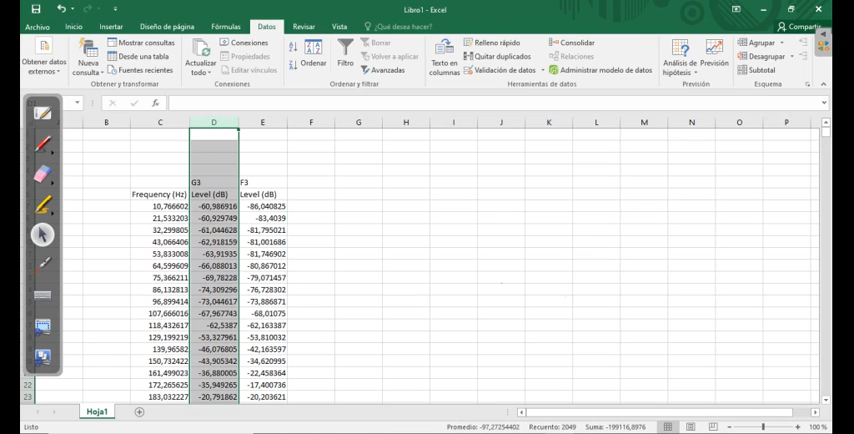 Libro1 - Excel
Archivo Inicio Insertar Diseño de página Fórmulas Datos Revisar Vista ¿Qué desea hacer? Compartir
Obtener datos externos
Nueva consulta
Mostrar consultas
Desde una tabla
Fuentes recientes
Obtener y transformar
Actualizar todo
Conexiones
Propiedades
Editar vínculos
Conexiones
Ordenar
Filtro
Borrar
Volver a aplicar
Avanzadas
Ordenar y filtrar
Texto en columnas
Relleno rápido
Quitar duplicados
Validación de datos
Consolidar
Relaciones
Administrar modelo de datos
Herramientas de datos
Análisis de hipótesis
Previsión
Previsión
Agrupar
Desagrupar
Subtotal
Esquema
fx
B C D E F G H I J K L M N O P
G3 F3
Frequency (Hz) Level (dB) Level (dB)
10,766602 -60,986916 -86,040825
21,533203 -60,929749 -83,4039
32,299805 -61,044628 -81,795021
43,066406 -62,918159 -81,001686
53,833008 -63,91935 -81,746902
64,599609 -66,088013 -80,867012
75,366211 -69,78228 -79,071457
86,132813 -74,309296 -76,728302
96,899414 -73,044617 -73,886871
107,666016 -67,967743 -68,01075
118,432617 -62,5387 -62,163387
129,199219 -53,327961 -53,810032
139,96582 -46,076805 -42,163597
150,732422 -43,905342 -34,620995
161,499023 -36,880005 -22,458364
22 172,265625 -35,949265 -17,400736
23 183,032227 -20,791862 -20,203621
Hoja1
Listo Promedio: -97,27254402 Recuento: 2049 Suma: -199116,8976 100 %